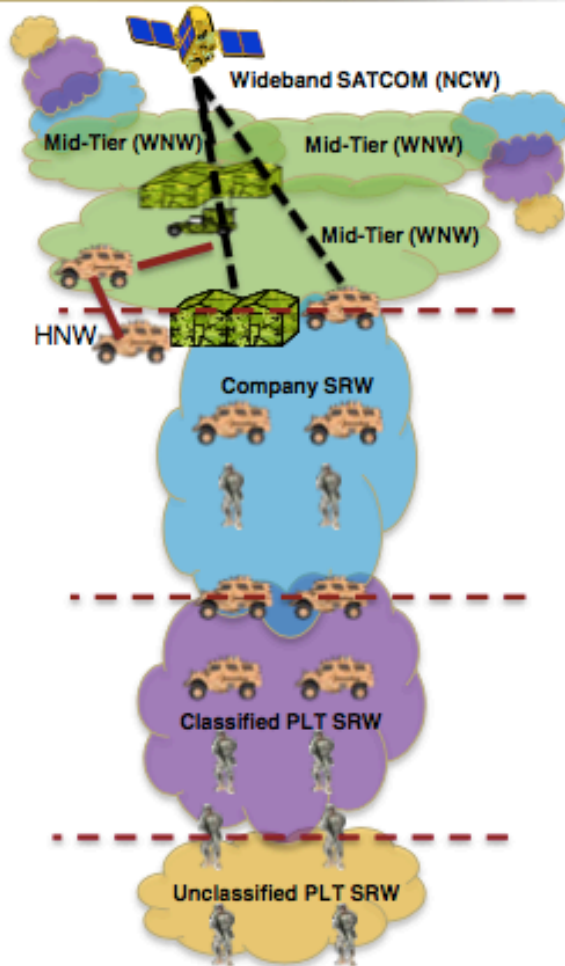 Wideband SATCOM (NCW)
Mid-Tier (WNW)
Mid-Tier (WNW)
Mid-Tier (WNW)
HNW
Company SRW
Classified PLT SRW
Unclassified PLT SRW